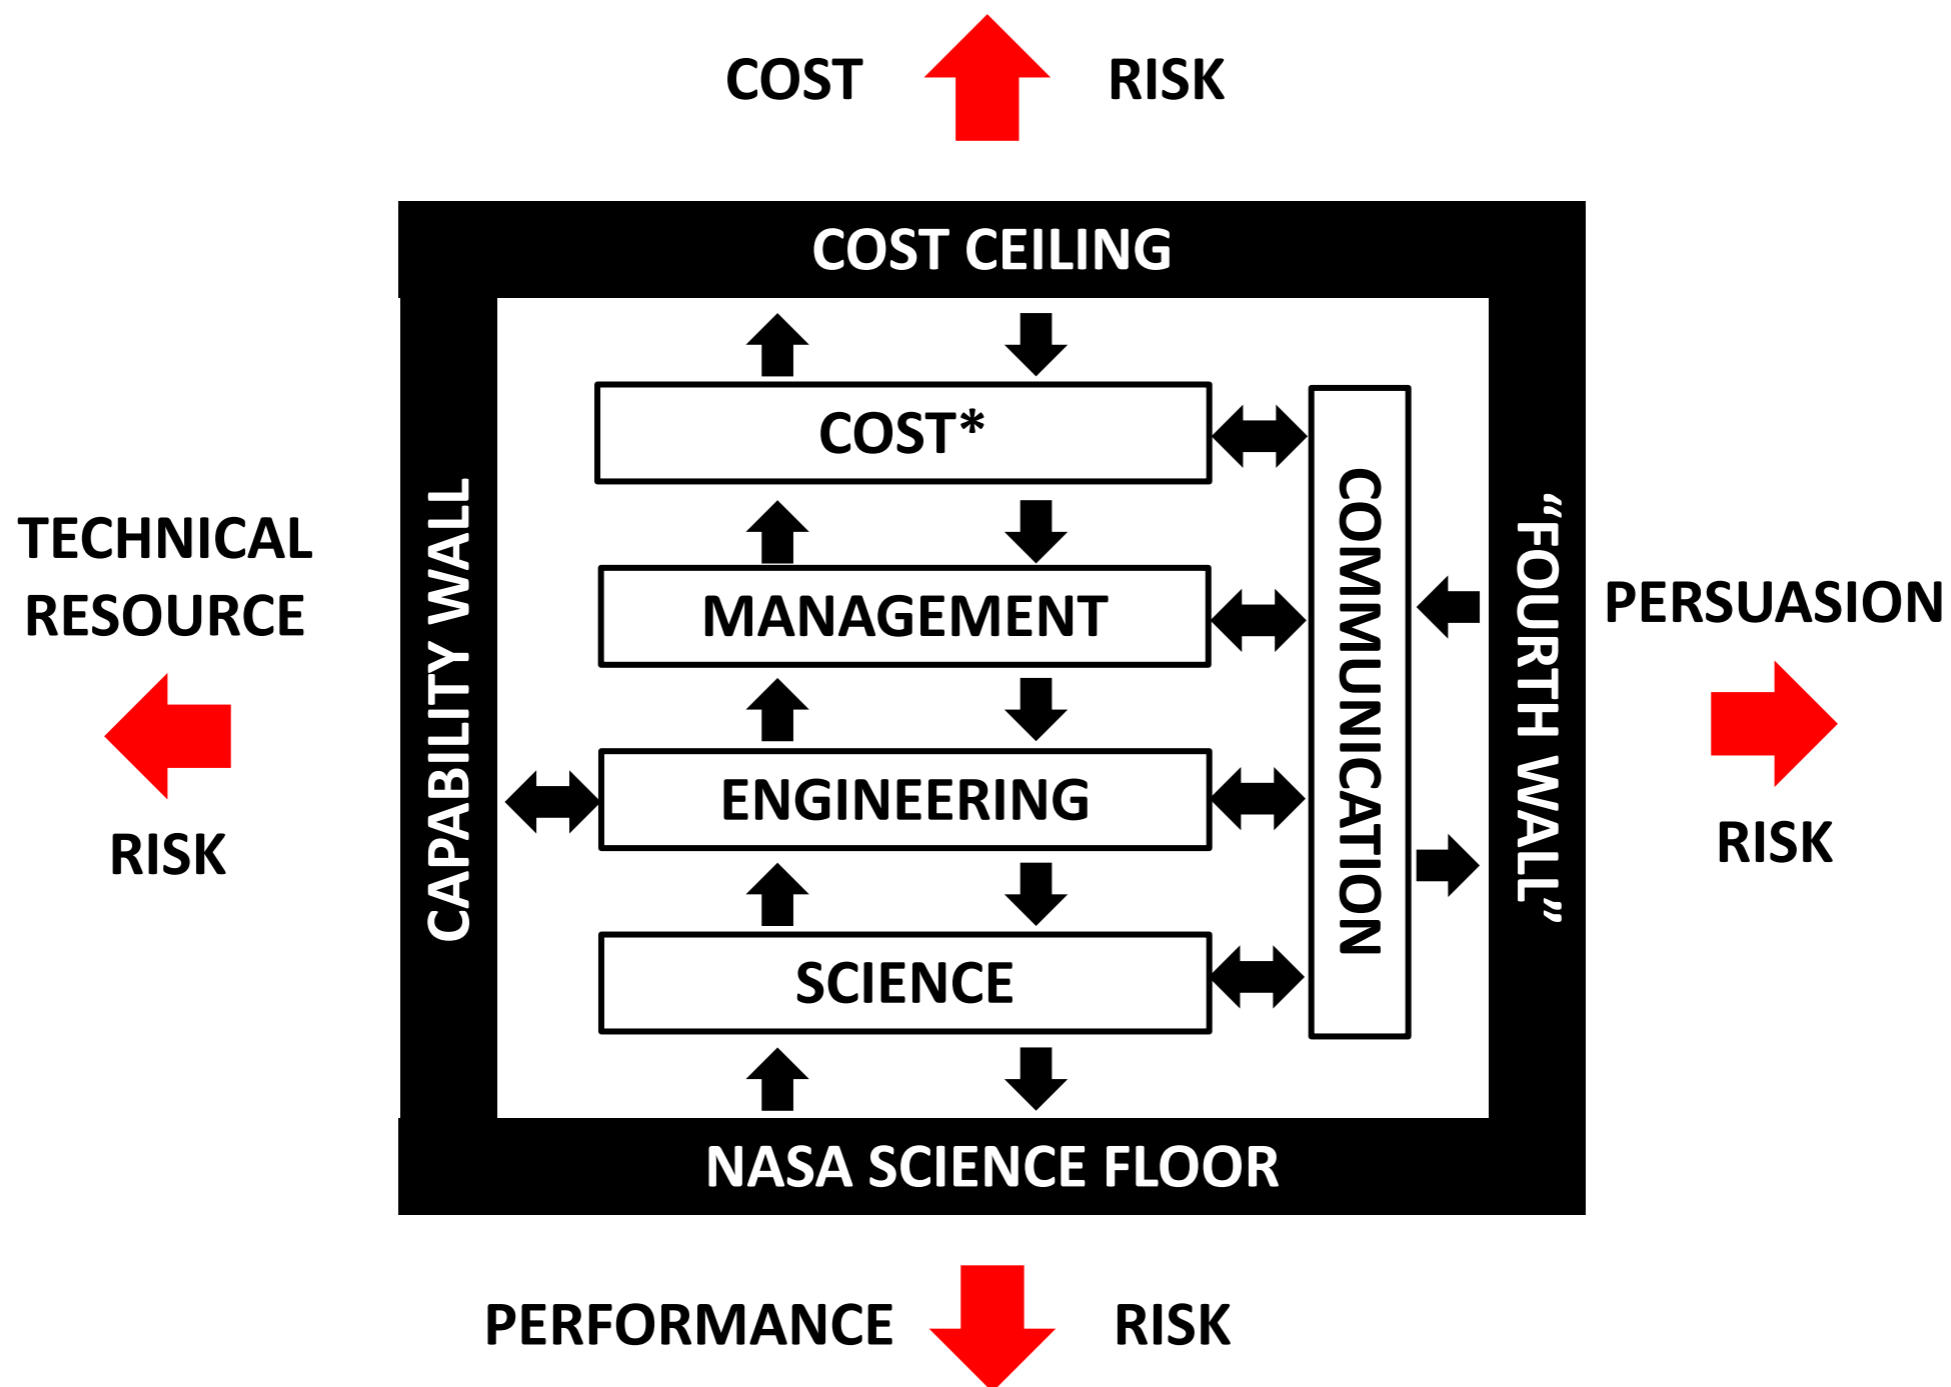 COST RISK
COST CEILING
COST*
MANAGEMENT
ENGINEERING
SCIENCE
COMMUNICATION
CAPABILITY WALL
“FOURTH WALL”
NASA SCIENCE FLOOR
TECHNICAL
RESOURCE
RISK
PERSUASION
RISK
PERFORMANCE RISK